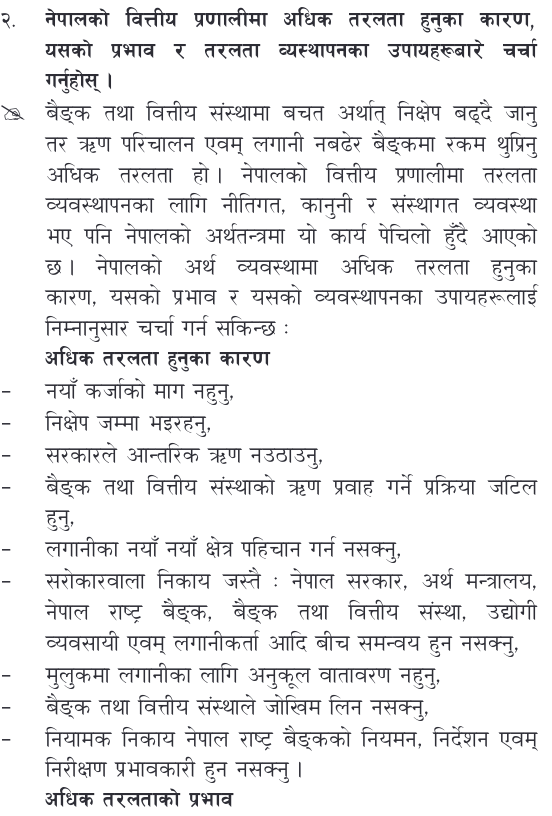 २. नेपालको वित्तीय प्रणालीमा अधिक तरलता हुनुका कारण,
यसको प्रभाव र तरलता व्यस्थापनका उपायहरूबारे चर्चा
गर्नुहोस् ।
बैङ्क तथा वित्तीय संस्थामा बचत अर्थात् निक्षेप बढ्दै जानु
तर ऋण परिचालन एवम् लगानी नबढेर बैङ्कमा रकम थुप्रिनु
अधिक तरलता हो । नेपालको वित्तीय प्रणालीमा तरलता
व्यवस्थापनका लागि नीतिगत, कानुनी र संस्थागत व्यवस्था
भए पनि नेपालको अर्थतन्त्रमा यो कार्य पेचिलो हुँदै आएको
छ । नेपालको अर्थ व्यवस्थामा अधिक तरलता हुनुका
कारण, यसको प्रभाव र यसको व्यवस्थापनका उपायहरूलाई
निम्नानुसार चर्चा गर्न सकिन्छ :
अधिक तरलता हुनुका कारण
- नयाँ कर्जाको माग नहुनु,
- निक्षेप जम्मा भइरहनु,
- सरकारले आन्तरिक ऋण नउठाउनु,
- बैङ्क तथा वित्तीय संस्थाको ऋण प्रवाह गर्ने प्रक्रिया जटिल
हुनु,
- लगानीका नयाँ नयाँ क्षेत्र पहिचान गर्न नसक्नु,
- सरोकारवाला निकाय जस्तै : नेपाल सरकार, अर्थ मन्त्रालय,
नेपाल राष्ट्र बैङ्क, बैङ्क तथा वित्तीय संस्था, उद्योगी
व्यवसायी एवम् लगानीकर्ता आदि बीच समन्वय हुन नसक्नु,
- मुलुकमा लगानीका लागि अनुकूल वातावरण नहुनु,
- बैङ्क तथा वित्तीय संस्थाले जोखिम लिन नसक्नु,
- नियामक निकाय नेपाल राष्ट्र बैङ्कको नियमन, निर्देशन एवम्
निरीक्षण प्रभावकारी हुन नसक्नु ।
अधिक तरलताको प्रभाव